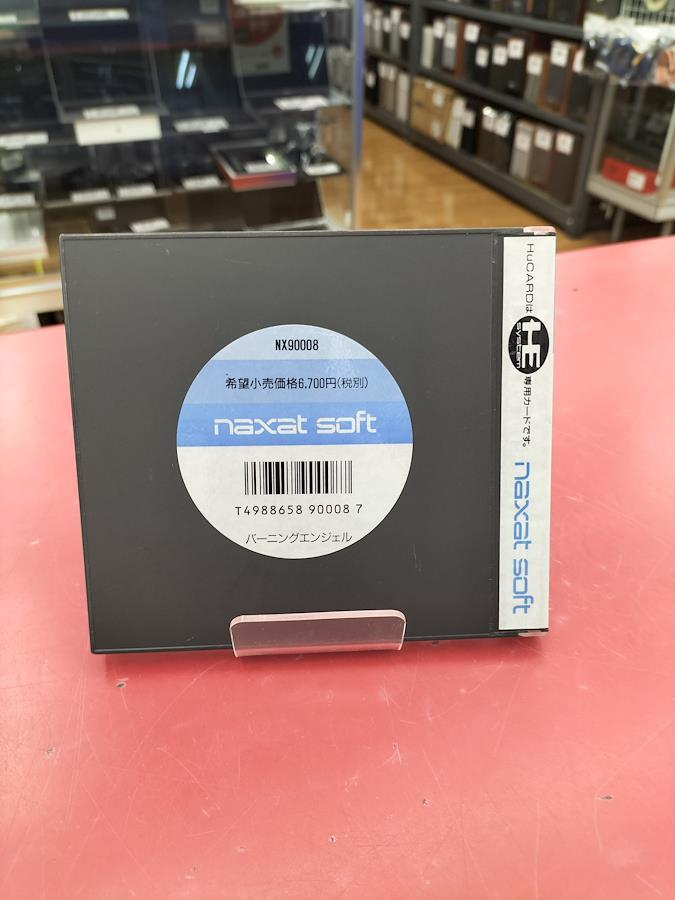 NX90008
希望小売価格6,700円(税別)
naxat soft
T4988658 90008 7
バーニングエンジェル
HuCARDは HE SYSTEM 専用カードです。
naxat soft